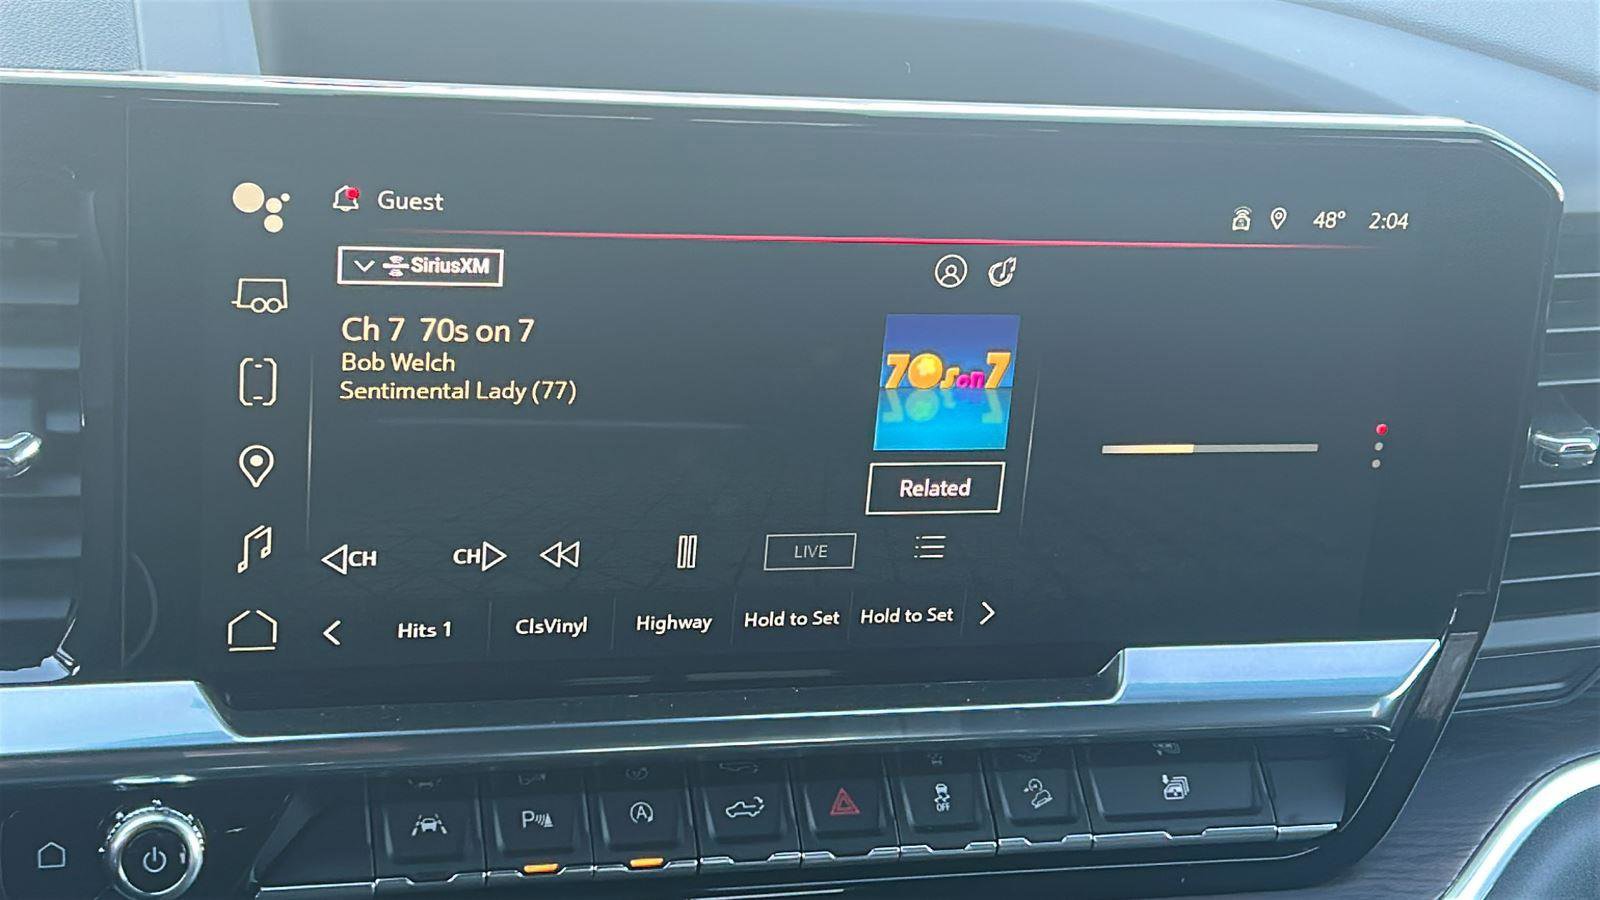 Guest
48° 2:04
SiriusXM
Ch 7 70s on 7
Bob Welch
Sentimental Lady (77)
70s on 7
Related
CH CH LIVE
Hits 1 ClsVinyl Highway Hold to Set Hold to Set
P A OFF